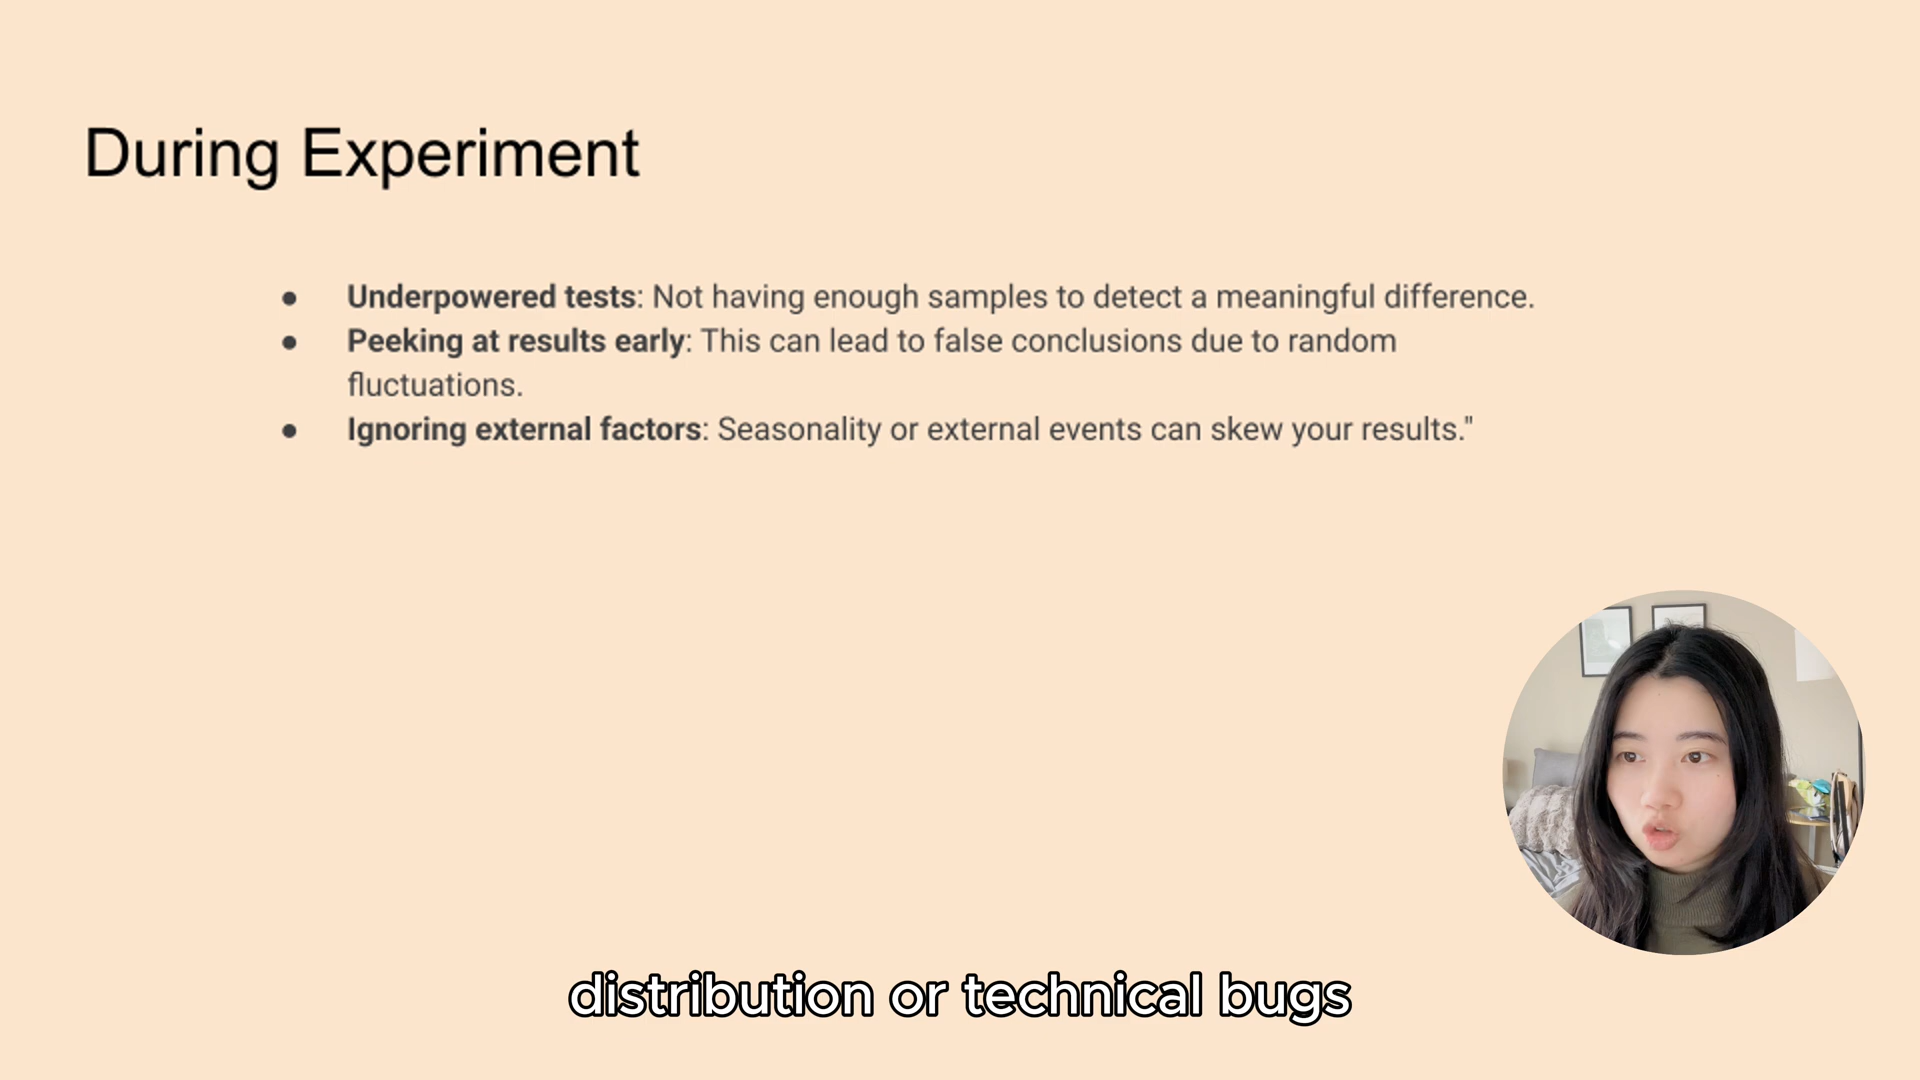 During Experiment
● Underpowered tests: Not having enough samples to detect a meaningful difference.
● Peeking at results early: This can lead to false conclusions due to random
fluctuations.
● Ignoring external factors: Seasonality or external events can skew your results."
distribution or technical bugs